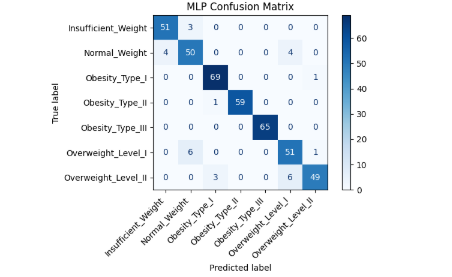 MLP Confusion Matrix
True label
Insufficient_Weight 51 3 0 0 0 0 0
Normal_Weight 4 50 0 0 0 4 0
Obesity_Type_I 0 0 69 0 0 0 1
Obesity_Type_II 0 0 1 59 0 0 0
Obesity_Type_III 0 0 0 0 65 0 0
Overweight_Level_I 0 6 0 0 0 51 1
Overweight_Level_II 0 0 3 0 0 6 49
Insufficient_Weight
Normal_Weight
Obesity_Type_I
Obesity_Type_II
Obesity_Type_III
Overweight_Level_I
Overweight_Level_II
Predicted label
60
50
40
30
20
10
0